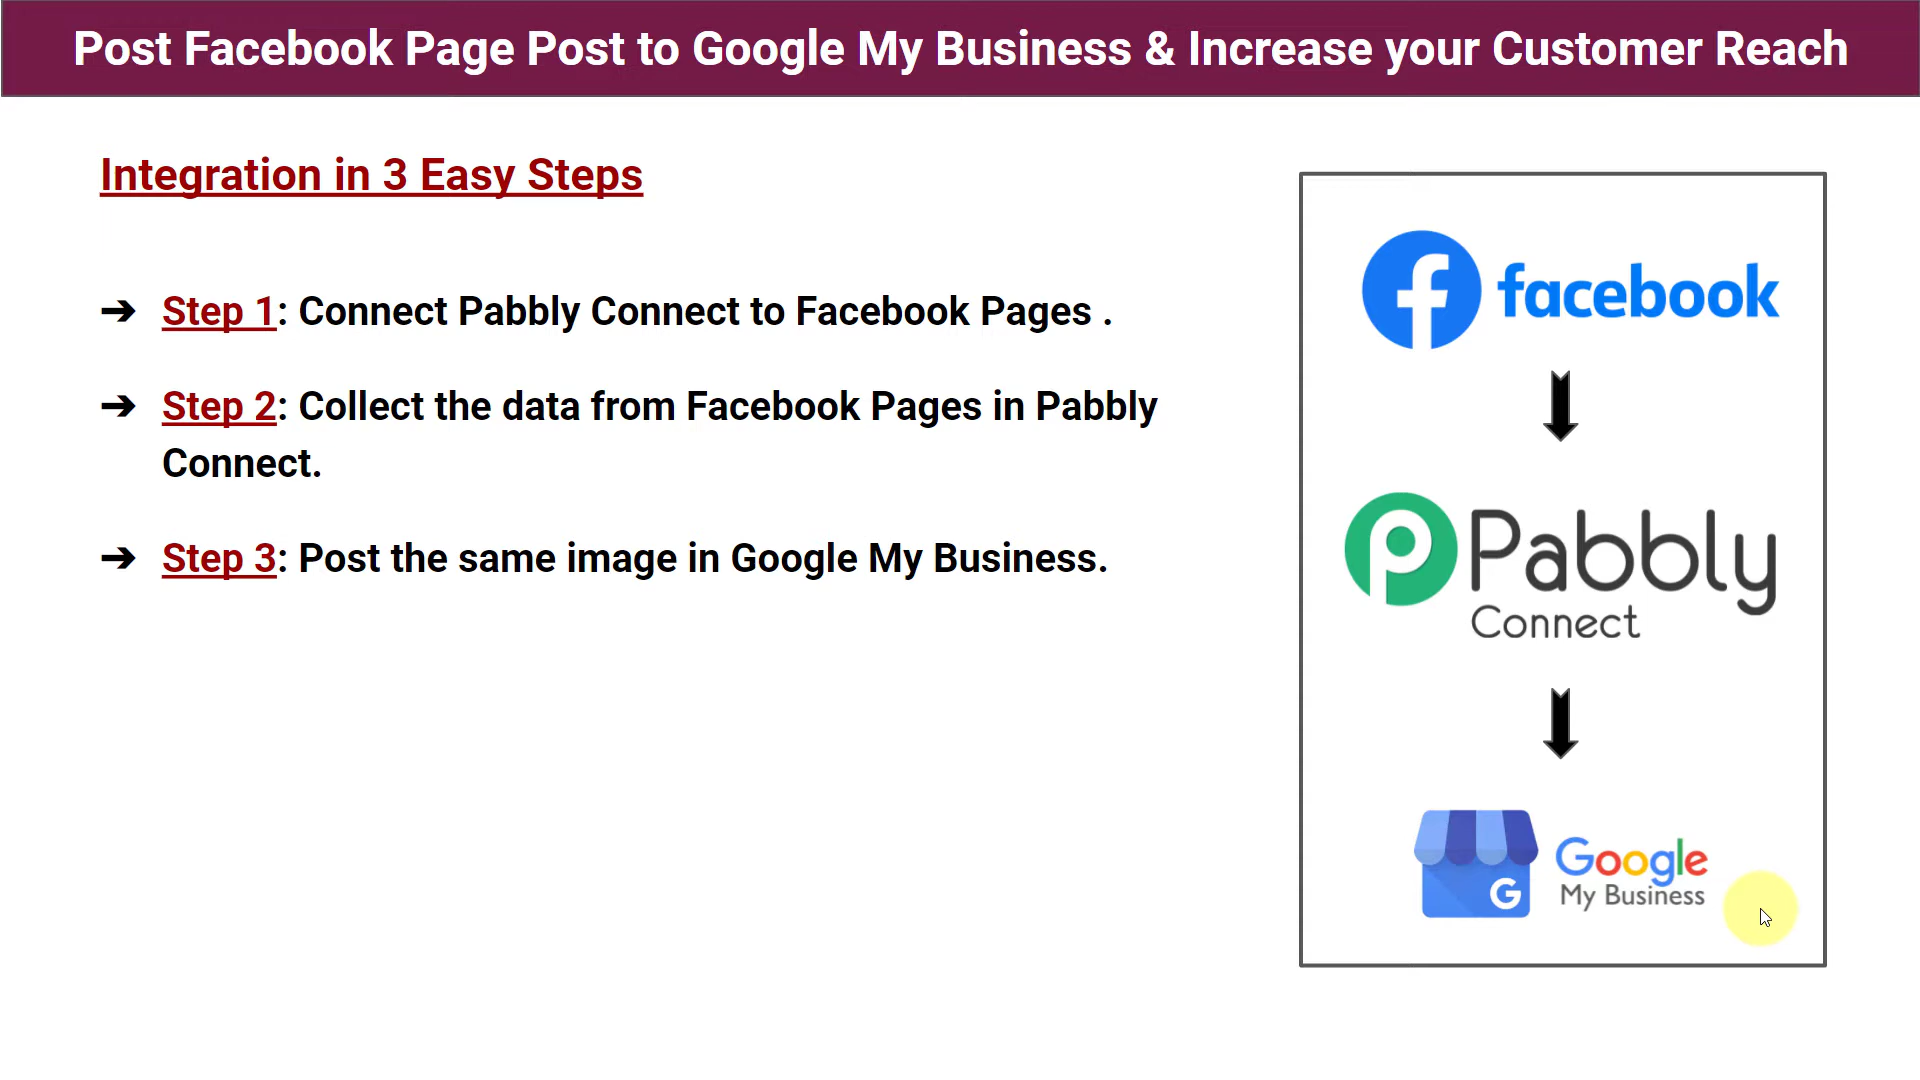 Post Facebook Page Post to Google My Business & Increase your Customer Reach
Integration in 3 Easy Steps
➔ Step 1: Connect Pabbly Connect to Facebook Pages .
➔ Step 2: Collect the data from Facebook Pages in Pabbly
Connect.
➔ Step 3: Post the same image in Google My Business.
facebook
Pabbly
Connect
G
Google
My Business